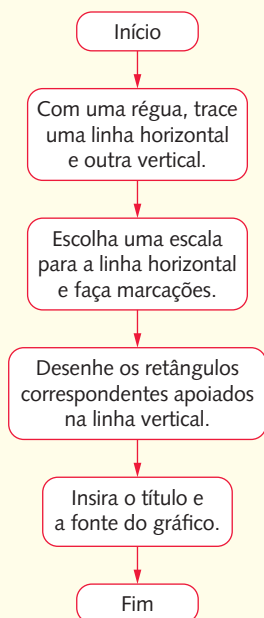 Início
Com uma régua, trace
uma linha horizontal
e outra vertical.
Escolha uma escala
para a linha horizontal
e faça marcações.
Desenhe os retângulos
correspondentes apoiados
na linha vertical.
Insira o título e
a fonte do gráfico.
Fim